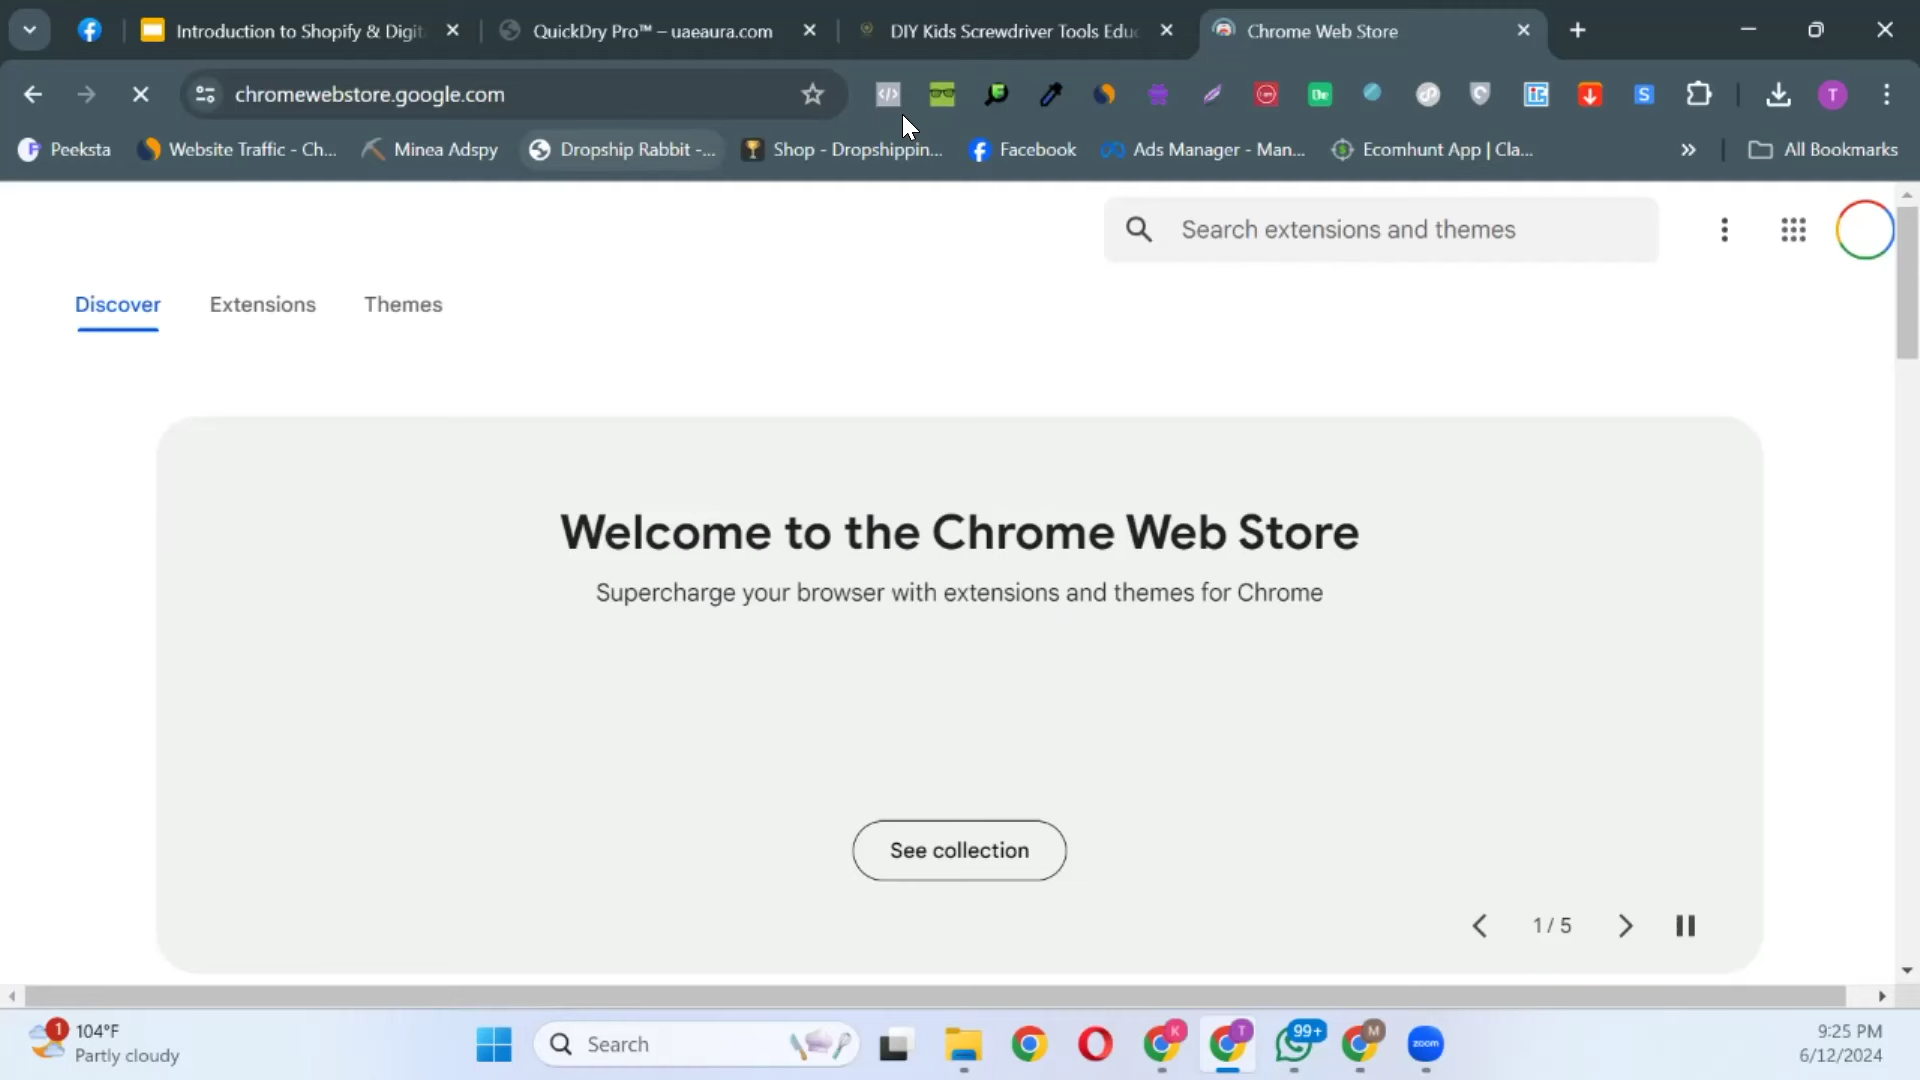 Introduction to Shopify & Digit
QuickDry Pro™ – uaeaura.com
DIY Kids Screwdriver Tools Educ
Chrome Web Store
chromewebstore.google.com
De
S
T
Peeksta
Website Traffic - Ch...
Minea Adspy
Dropship Rabbit -...
Shop - Dropshippin...
Facebook
Ads Manager - Man...
Ecomhunt App | Cla...
All Bookmarks
Search extensions and themes
Discover
Extensions
Themes
Welcome to the Chrome Web Store
Supercharge your browser with extensions and themes for Chrome
See collection
1 / 5
1
104°F
Partly cloudy
Search
K
T
99+
M
zoom
9:25 PM
6/12/2024